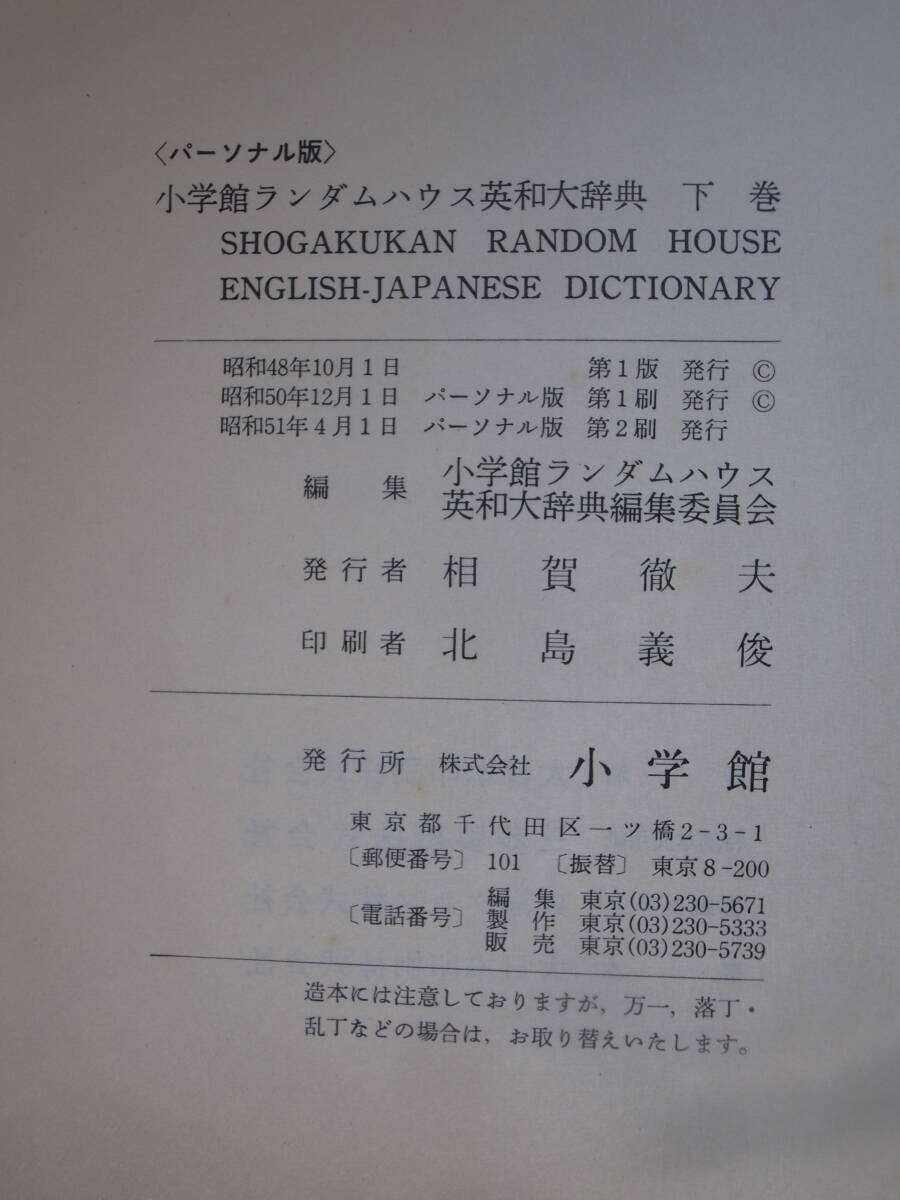 〈パーソナル版〉
小学館ランダムハウス英和大辞典 下巻
SHOGAKUKAN RANDOM HOUSE
ENGLISH-JAPANESE DICTIONARY
昭和48年10月1日 第1版 発行 ©
昭和50年12月1日 パーソナル版 第1刷 発行 ©
昭和51年4月1日 パーソナル版 第2刷 発行
編集 小学館ランダムハウス
英和大辞典編集委員会
発行者 相賀徹夫
印刷者 北島義俊
発行所 株式会社 小学館
東京都千代田区一ツ橋2-3-1
〔郵便番号〕 101 〔振替〕 東京8-200
〔電話番号〕 編集 東京(03)230-5671
製作 東京(03)230-5333
販売 東京(03)230-5739
造本には注意しておりますが，万一，落丁・
乱丁などの場合は，お取り替えいたします。